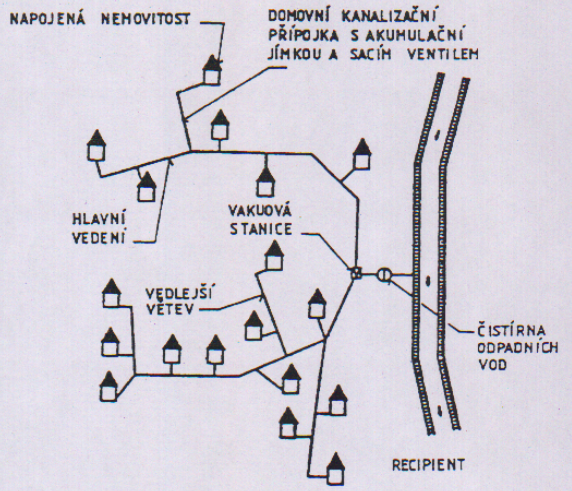 NAPOJENÁ NEMOVITOST
DOMOVNÍ KANALIZAČNÍ
PŘÍPOJKA S AKUMULAČNÍ
JÍMKOU A SACÍM VENTILEM
HLAVNÍ
VEDENÍ
VAKUOVÁ
STANICE
VEDLEJŠÍ
VĚTEV
ČISTÍRNA
ODPADNÍCH
VOD
RECIPIENT